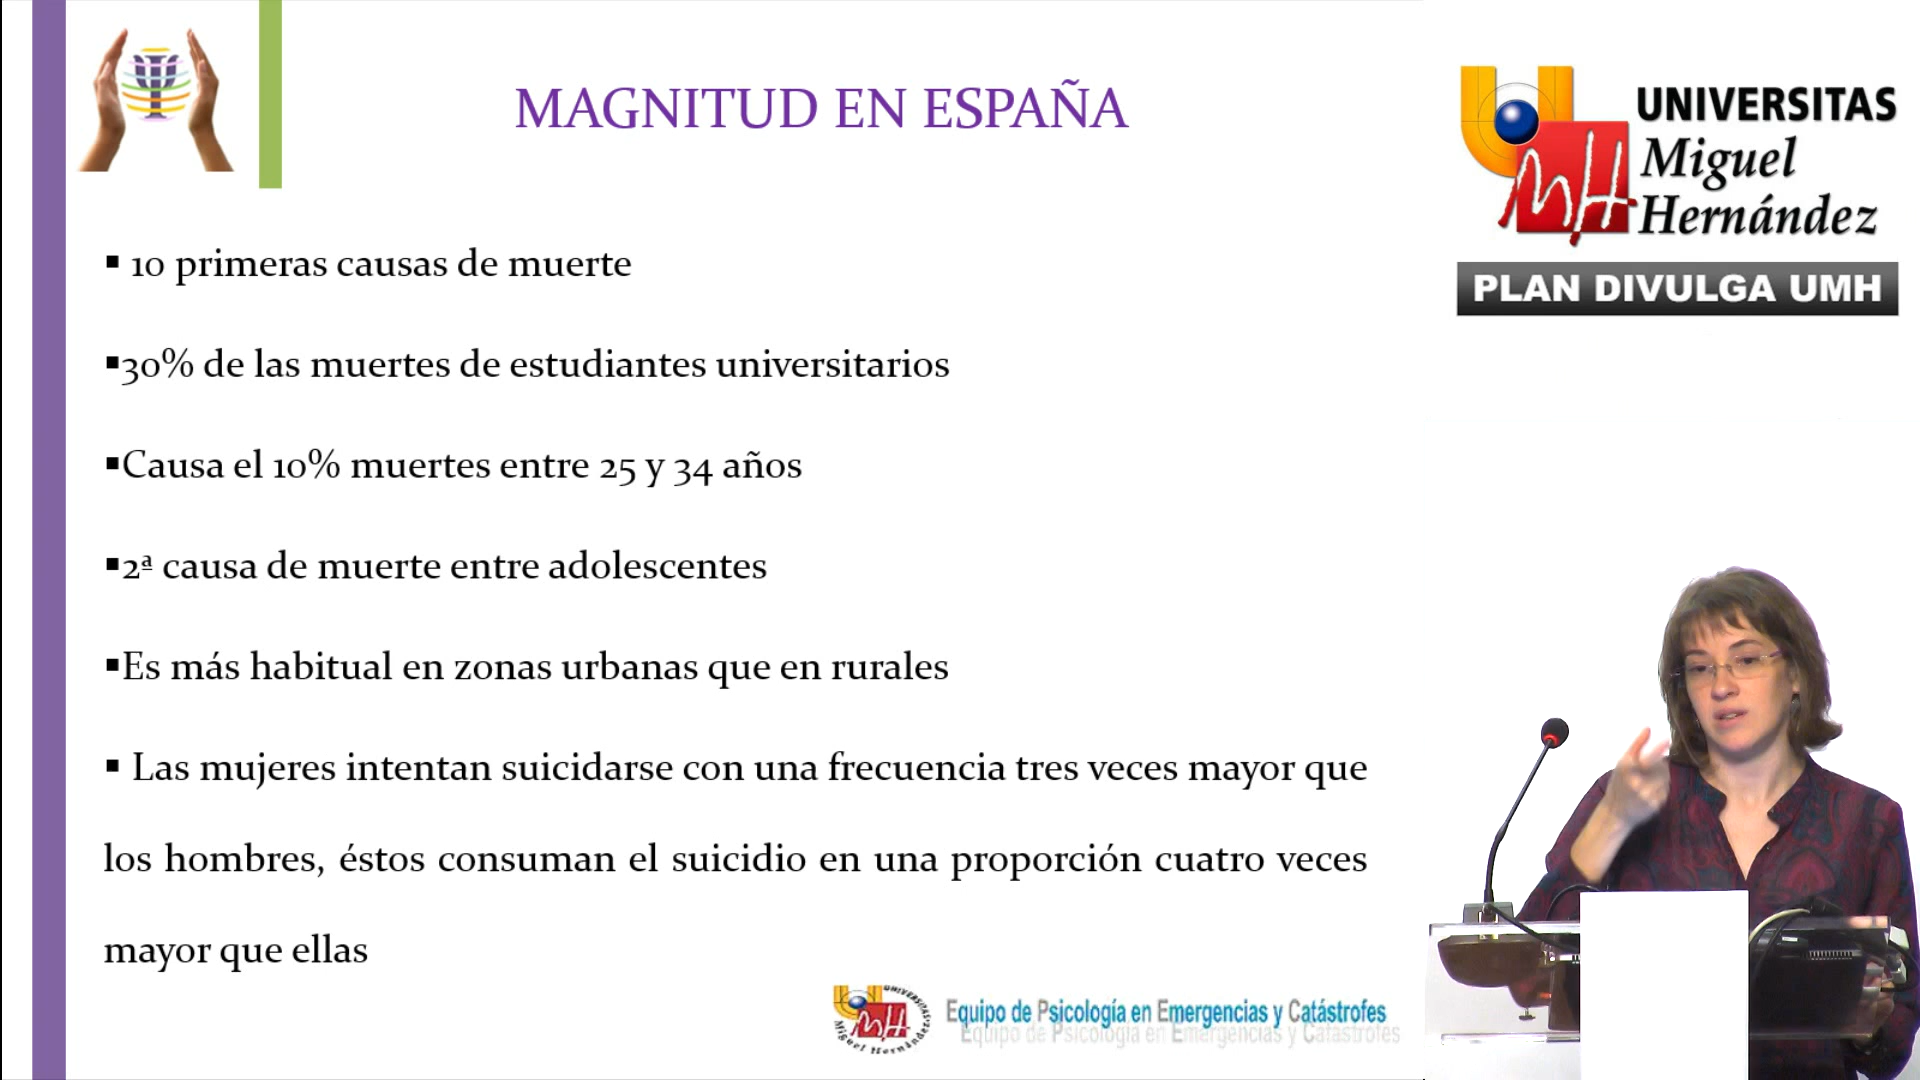 MAGNITUD EN ESPAÑA
UNIVERSITAS
Miguel
Hernández
PLAN DIVULGA UMH
▪ 10 primeras causas de muerte
▪30% de las muertes de estudiantes universitarios
▪Causa el 10% muertes entre 25 y 34 años
▪2ª causa de muerte entre adolescentes
▪Es más habitual en zonas urbanas que en rurales
▪ Las mujeres intentan suicidarse con una frecuencia tres veces mayor que
los hombres, éstos consuman el suicidio en una proporción cuatro veces
mayor que ellas
UNIVERSITAS
Miguel Hernández
Equipo de Psicología en Emergencias y Catástrofes